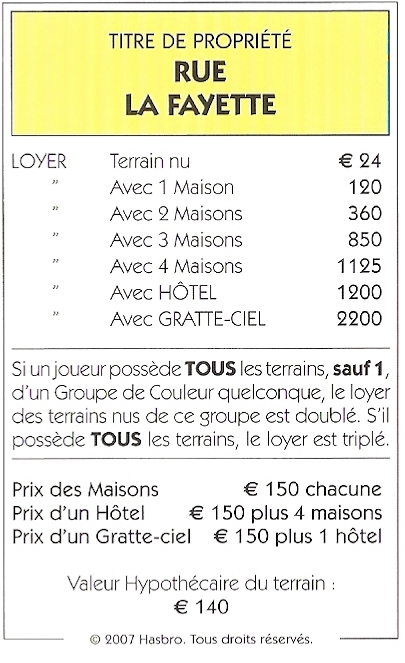 TITRE DE PROPRIÉTÉ
RUE
LA FAYETTE
LOYER Terrain nu € 24
" Avec 1 Maison 120
" Avec 2 Maisons 360
" Avec 3 Maisons 850
" Avec 4 Maisons 1125
" Avec HÔTEL 1200
" Avec GRATTE-CIEL 2200
Si un joueur possède TOUS les terrains, sauf 1,
d'un Groupe de Couleur quelconque, le loyer
des terrains nus de ce groupe est doublé. S'il
possède TOUS les terrains, le loyer est triplé.
Prix des Maisons € 150 chacune
Prix d'un Hôtel € 150 plus 4 maisons
Prix d'un Gratte-ciel € 150 plus 1 hôtel
Valeur Hypothécaire du terrain :
€ 140
© 2007 Hasbro. Tous droits réservés.